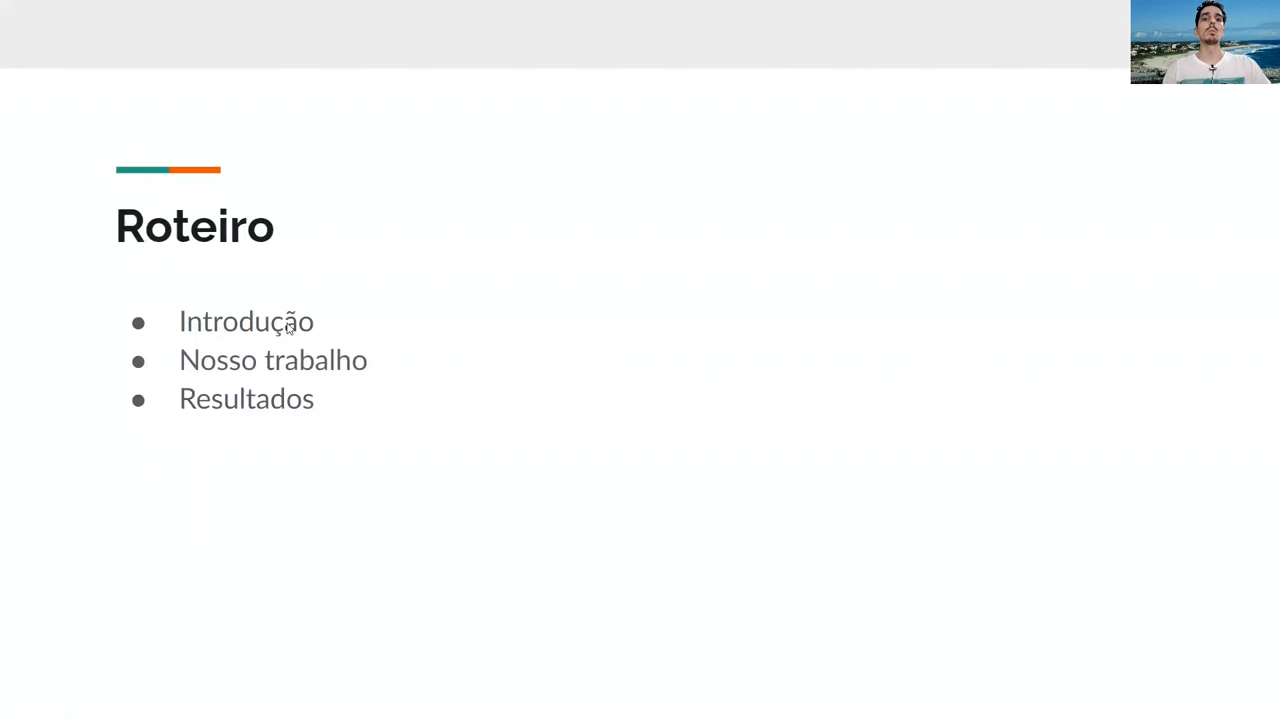 Roteiro
● Introdução
● Nosso trabalho
● Resultados